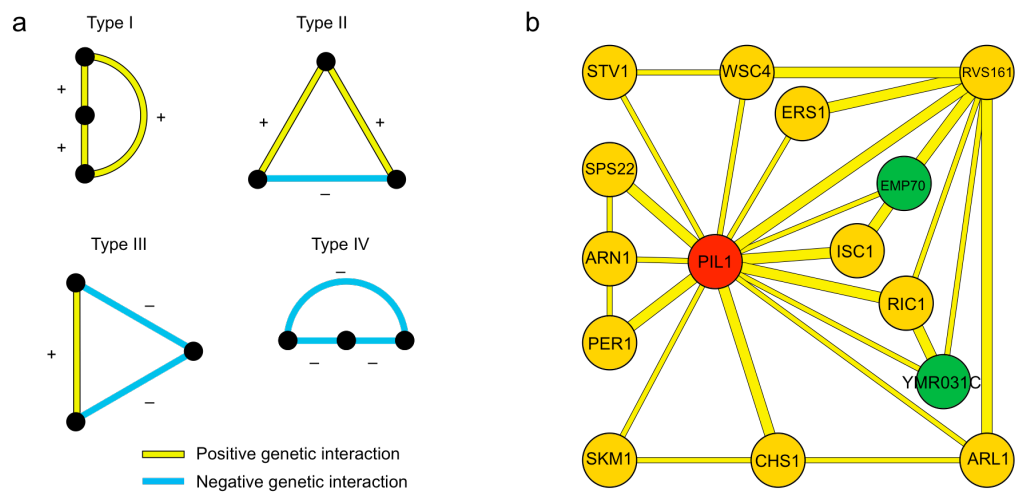 a
Type I
Type II
+
+
+
+
+
–
Type III
Type IV
–
+
–
–
–
–
Positive genetic interaction
Negative genetic interaction
b
STV1
WSC4
RVS161
ERS1
SPS22
EMP70
ARN1
PIL1
ISC1
RIC1
PER1
YMR031C
SKM1
CHS1
ARL1